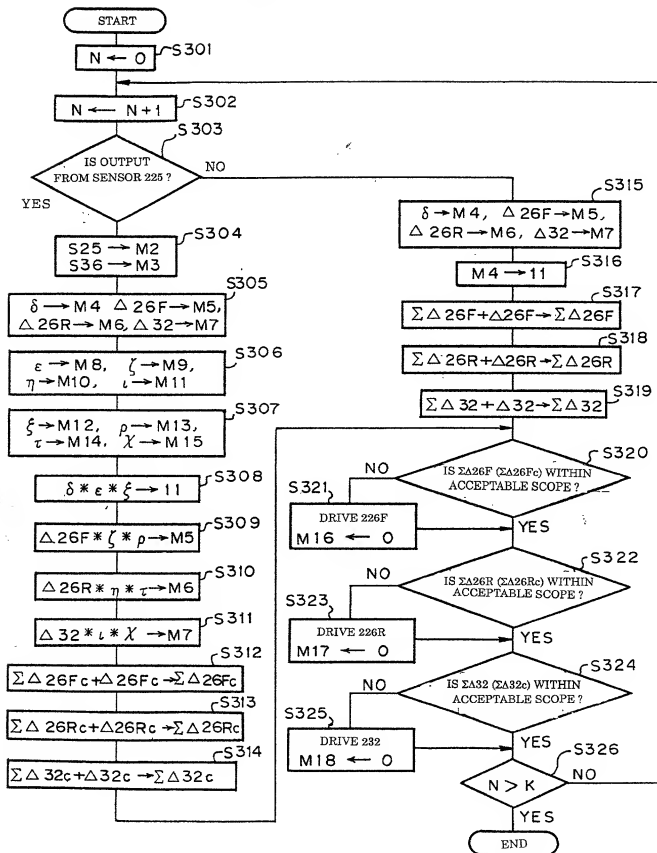 START
S301
N ← 0
S302
N ← N+1
S303
IS OUTPUT
FROM SENSOR 225 ?
NO
YES
S304
S25 → M2
S36 → M3
S305
δ → M4 △26F → M5,
△26R → M6, △32 → M7
S306
ε → M8, ζ → M9,
η → M10, ι → M11
S307
ξ → M12, ρ → M13,
τ → M14, χ → M15
S308
δ * ε * ξ → 11
S309
△26F * ζ * ρ → M5
S310
△26R * η * τ → M6
S311
△32 * ι * χ → M7
S312
Σ△26Fc + △26Fc → Σ△26Fc
S313
Σ△26Rc + △26Rc → Σ△26Rc
S314
Σ△32c + △32c → Σ△32c
S315
δ → M4, △26F → M5,
△26R → M6, △32 → M7
S316
M4 → 11
S317
Σ△26F + △26F → Σ△26F
S318
Σ△26R + △26R → Σ△26R
S319
Σ△32 + △32 → Σ△32
S320
IS ΣΔ26F (ΣΔ26Fc) WITHIN
ACCEPTABLE SCOPE ?
NO
YES
S321
DRIVE 226F
M16 ← 0
S322
IS ΣΔ26R (ΣΔ26Rc) WITHIN
ACCEPTABLE SCOPE ?
NO
YES
S323
DRIVE 226R
M17 ← 0
S324
IS ΣΔ32 (ΣΔ32c) WITHIN
ACCEPTABLE SCOPE ?
NO
YES
S325
DRIVE 232
M18 ← 0
S326
N > K
NO
YES
END